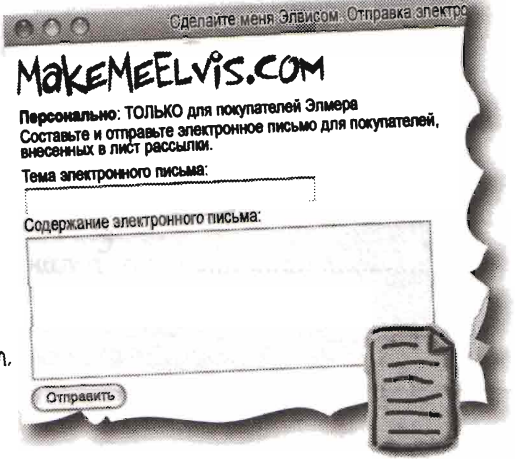 Сделайте меня Элвисом. Отправка электро
MAKEMEELVIS.COM
Персонально: ТОЛЬКО для покупателей Элмера
Составьте и отправьте электронное письмо для покупателей,
внесенных в лист рассылки.
Тема электронного письма:
Содержание электронного письма:
Отправить